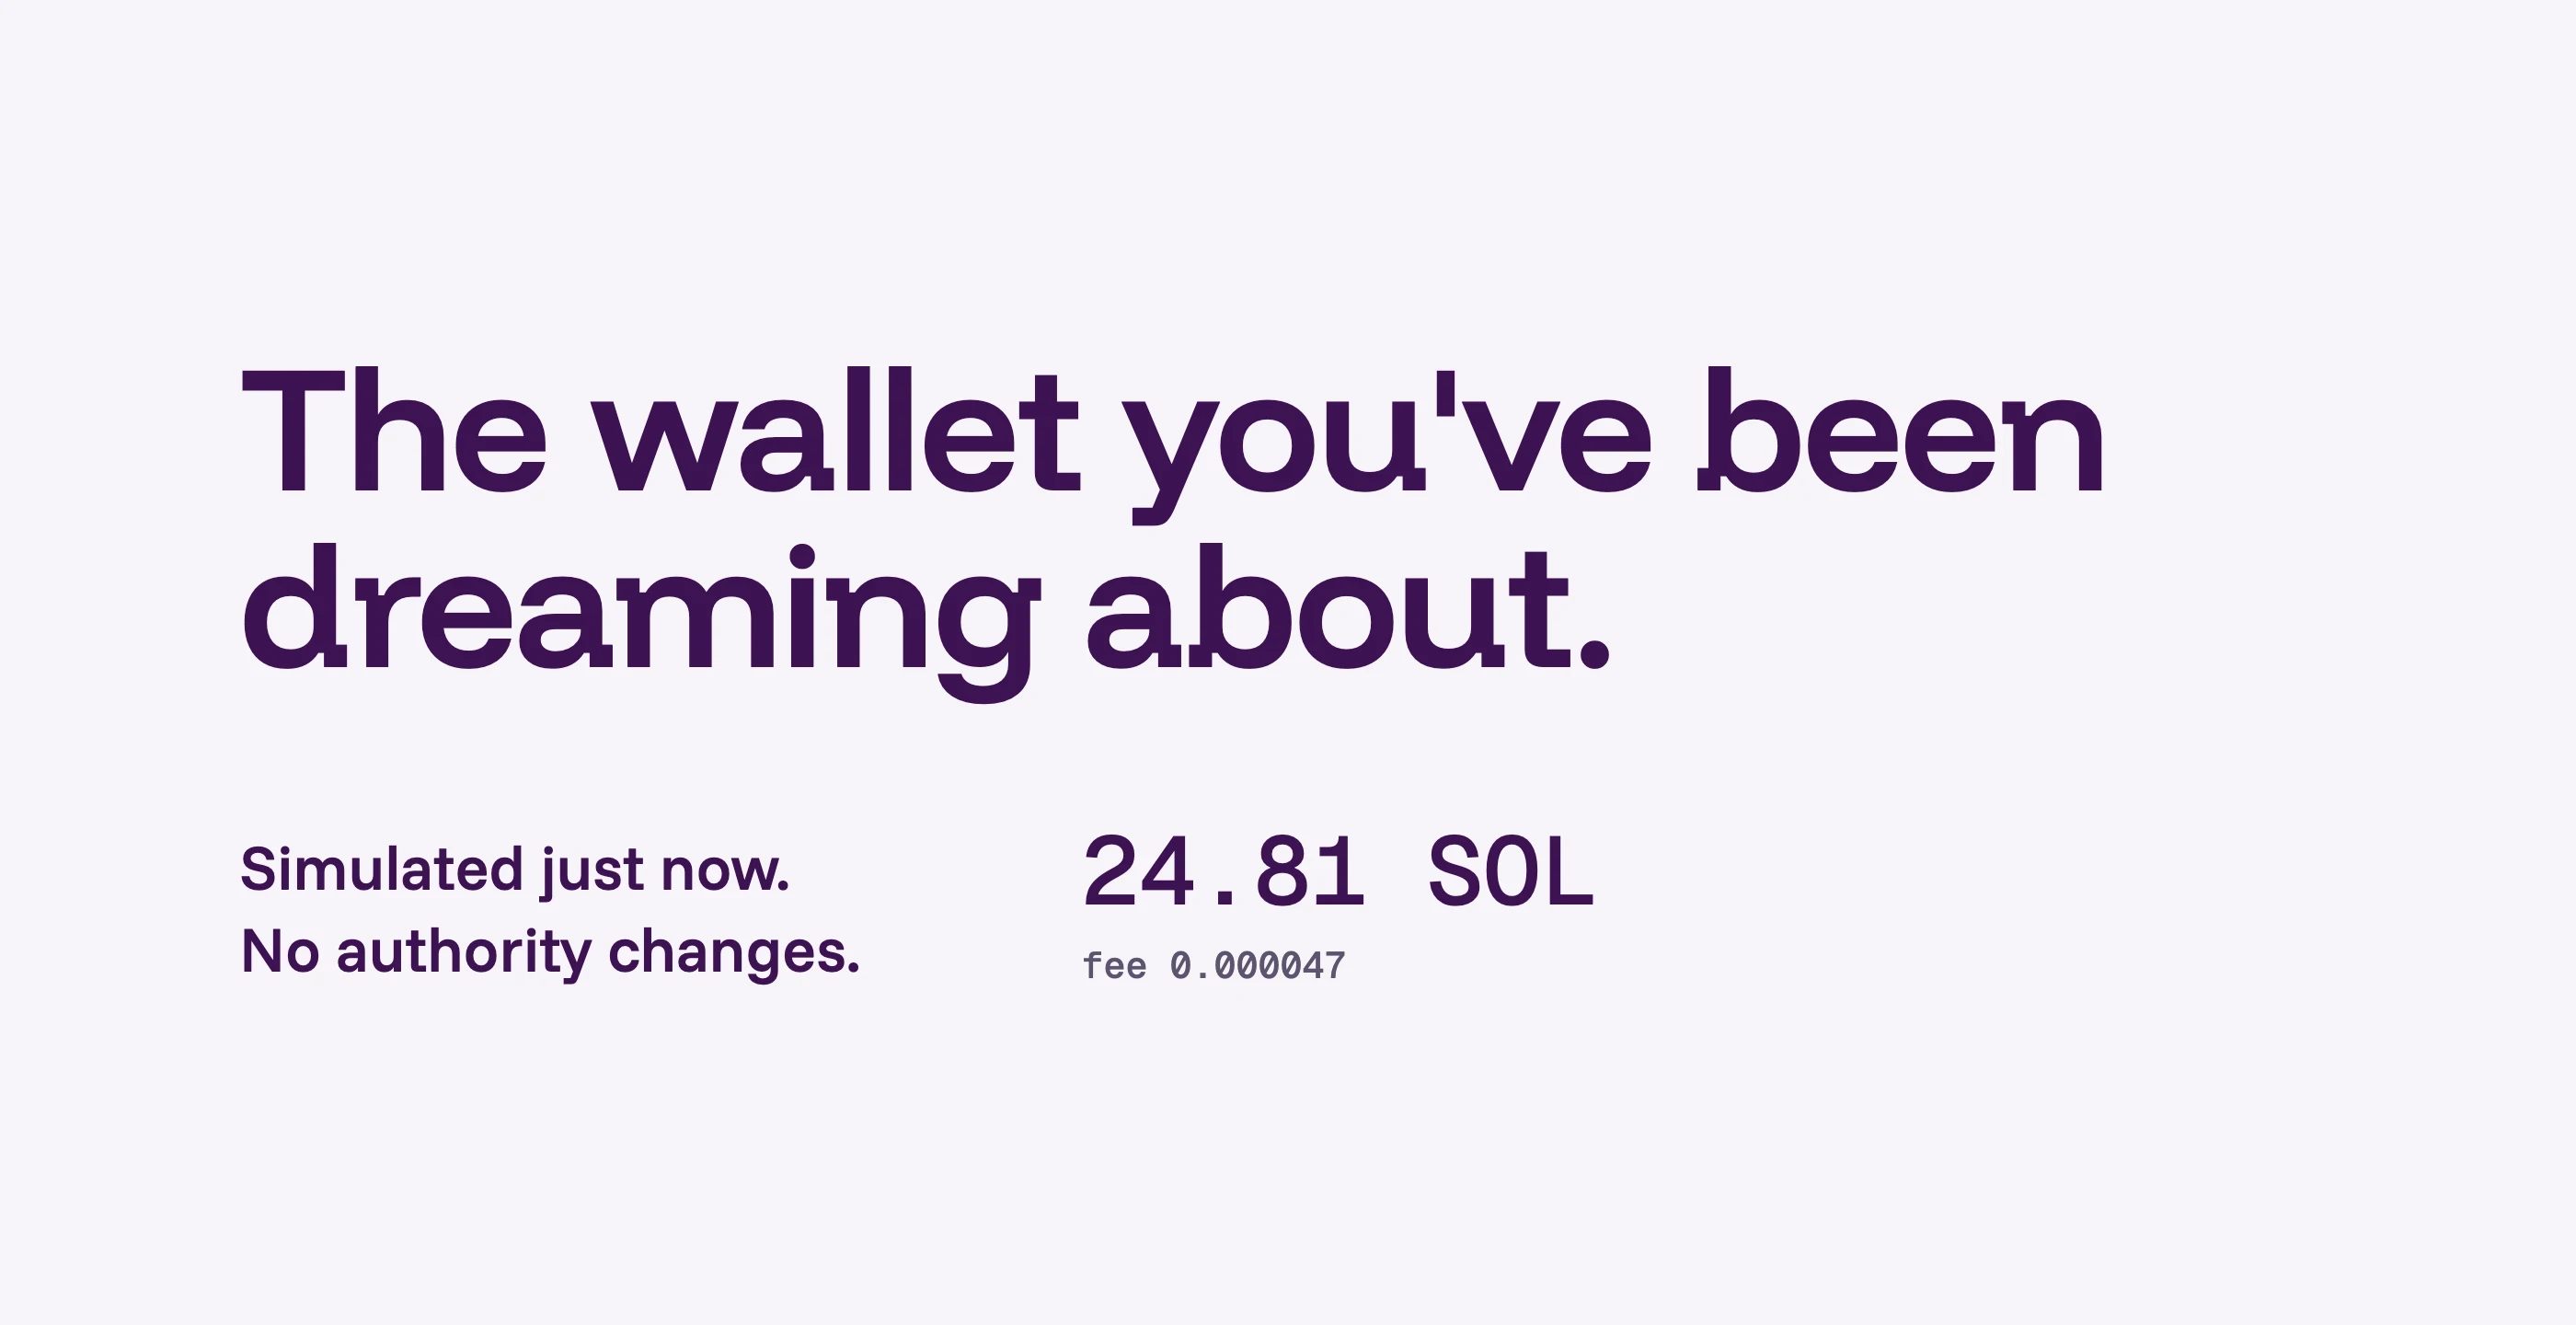 The wallet you've been
dreaming about.
Simulated just now.
No authority changes.
24.81 SOL
fee 0.000047